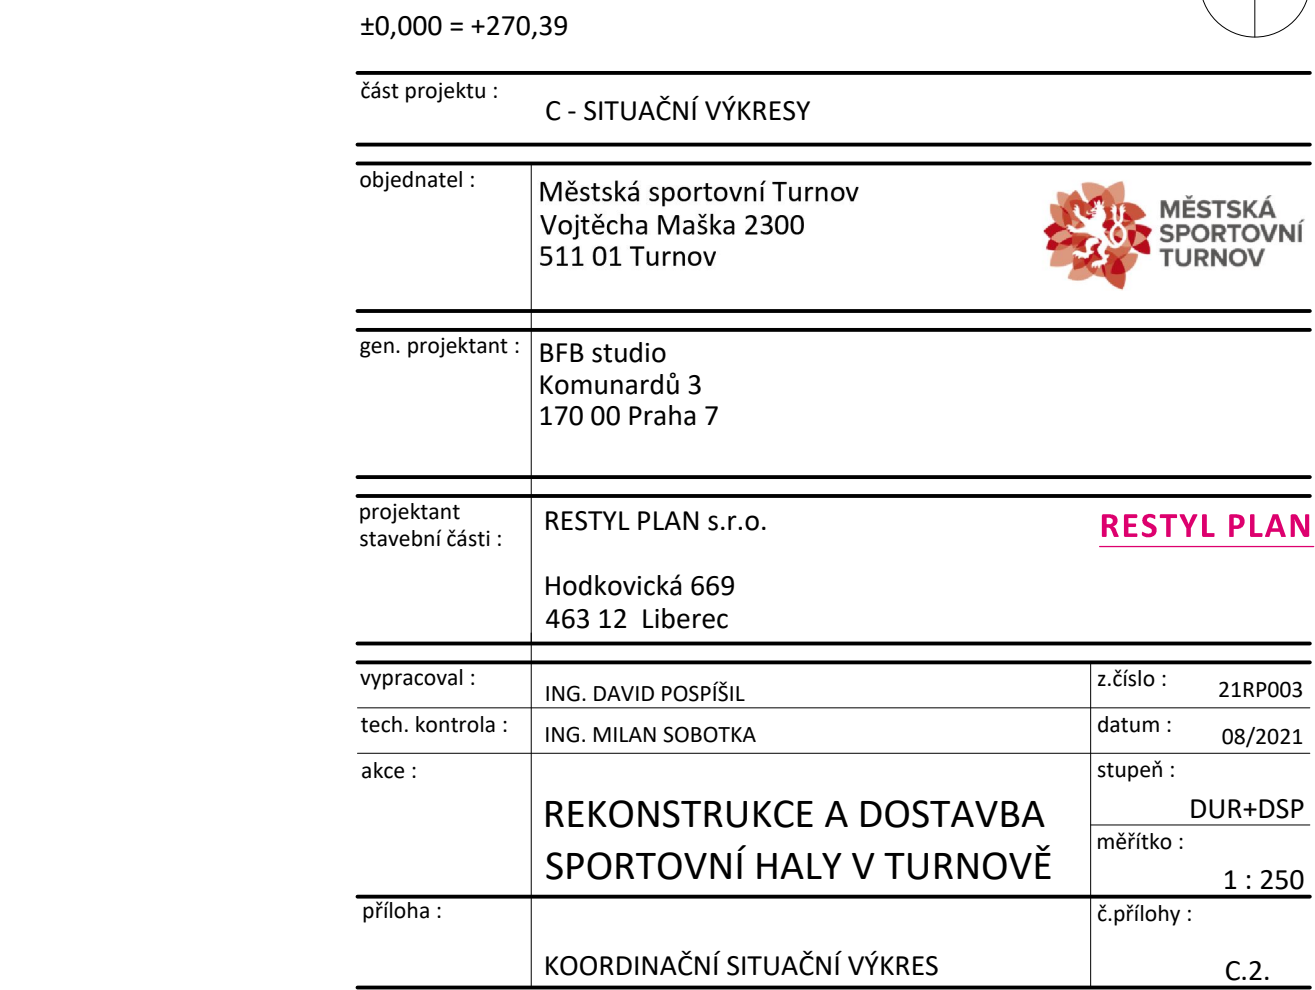 ±0,000 = +270,39
část projektu :
C - SITUAČNÍ VÝKRESY
objednatel :
Městská sportovní Turnov
Vojtěcha Maška 2300
511 01 Turnov
MĚSTSKÁ
SPORTOVNÍ
TURNOV
gen. projektant :
BFB studio
Komunardů 3
170 00 Praha 7
projektant
stavební části :
RESTYL PLAN s.r.o.
Hodkovická 669
463 12 Liberec
RESTYL PLAN
vypracoval :
ING. DAVID POSPÍŠIL
z.číslo :
21RP003
tech. kontrola :
ING. MILAN SOBOTKA
datum :
08/2021
akce :
REKONSTRUKCE A DOSTAVBA
SPORTOVNÍ HALY V TURNOVĚ
stupeň :
DUR+DSP
měřítko :
1 : 250
příloha :
KOORDINAČNÍ SITUAČNÍ VÝKRES
č.přílohy :
C.2.